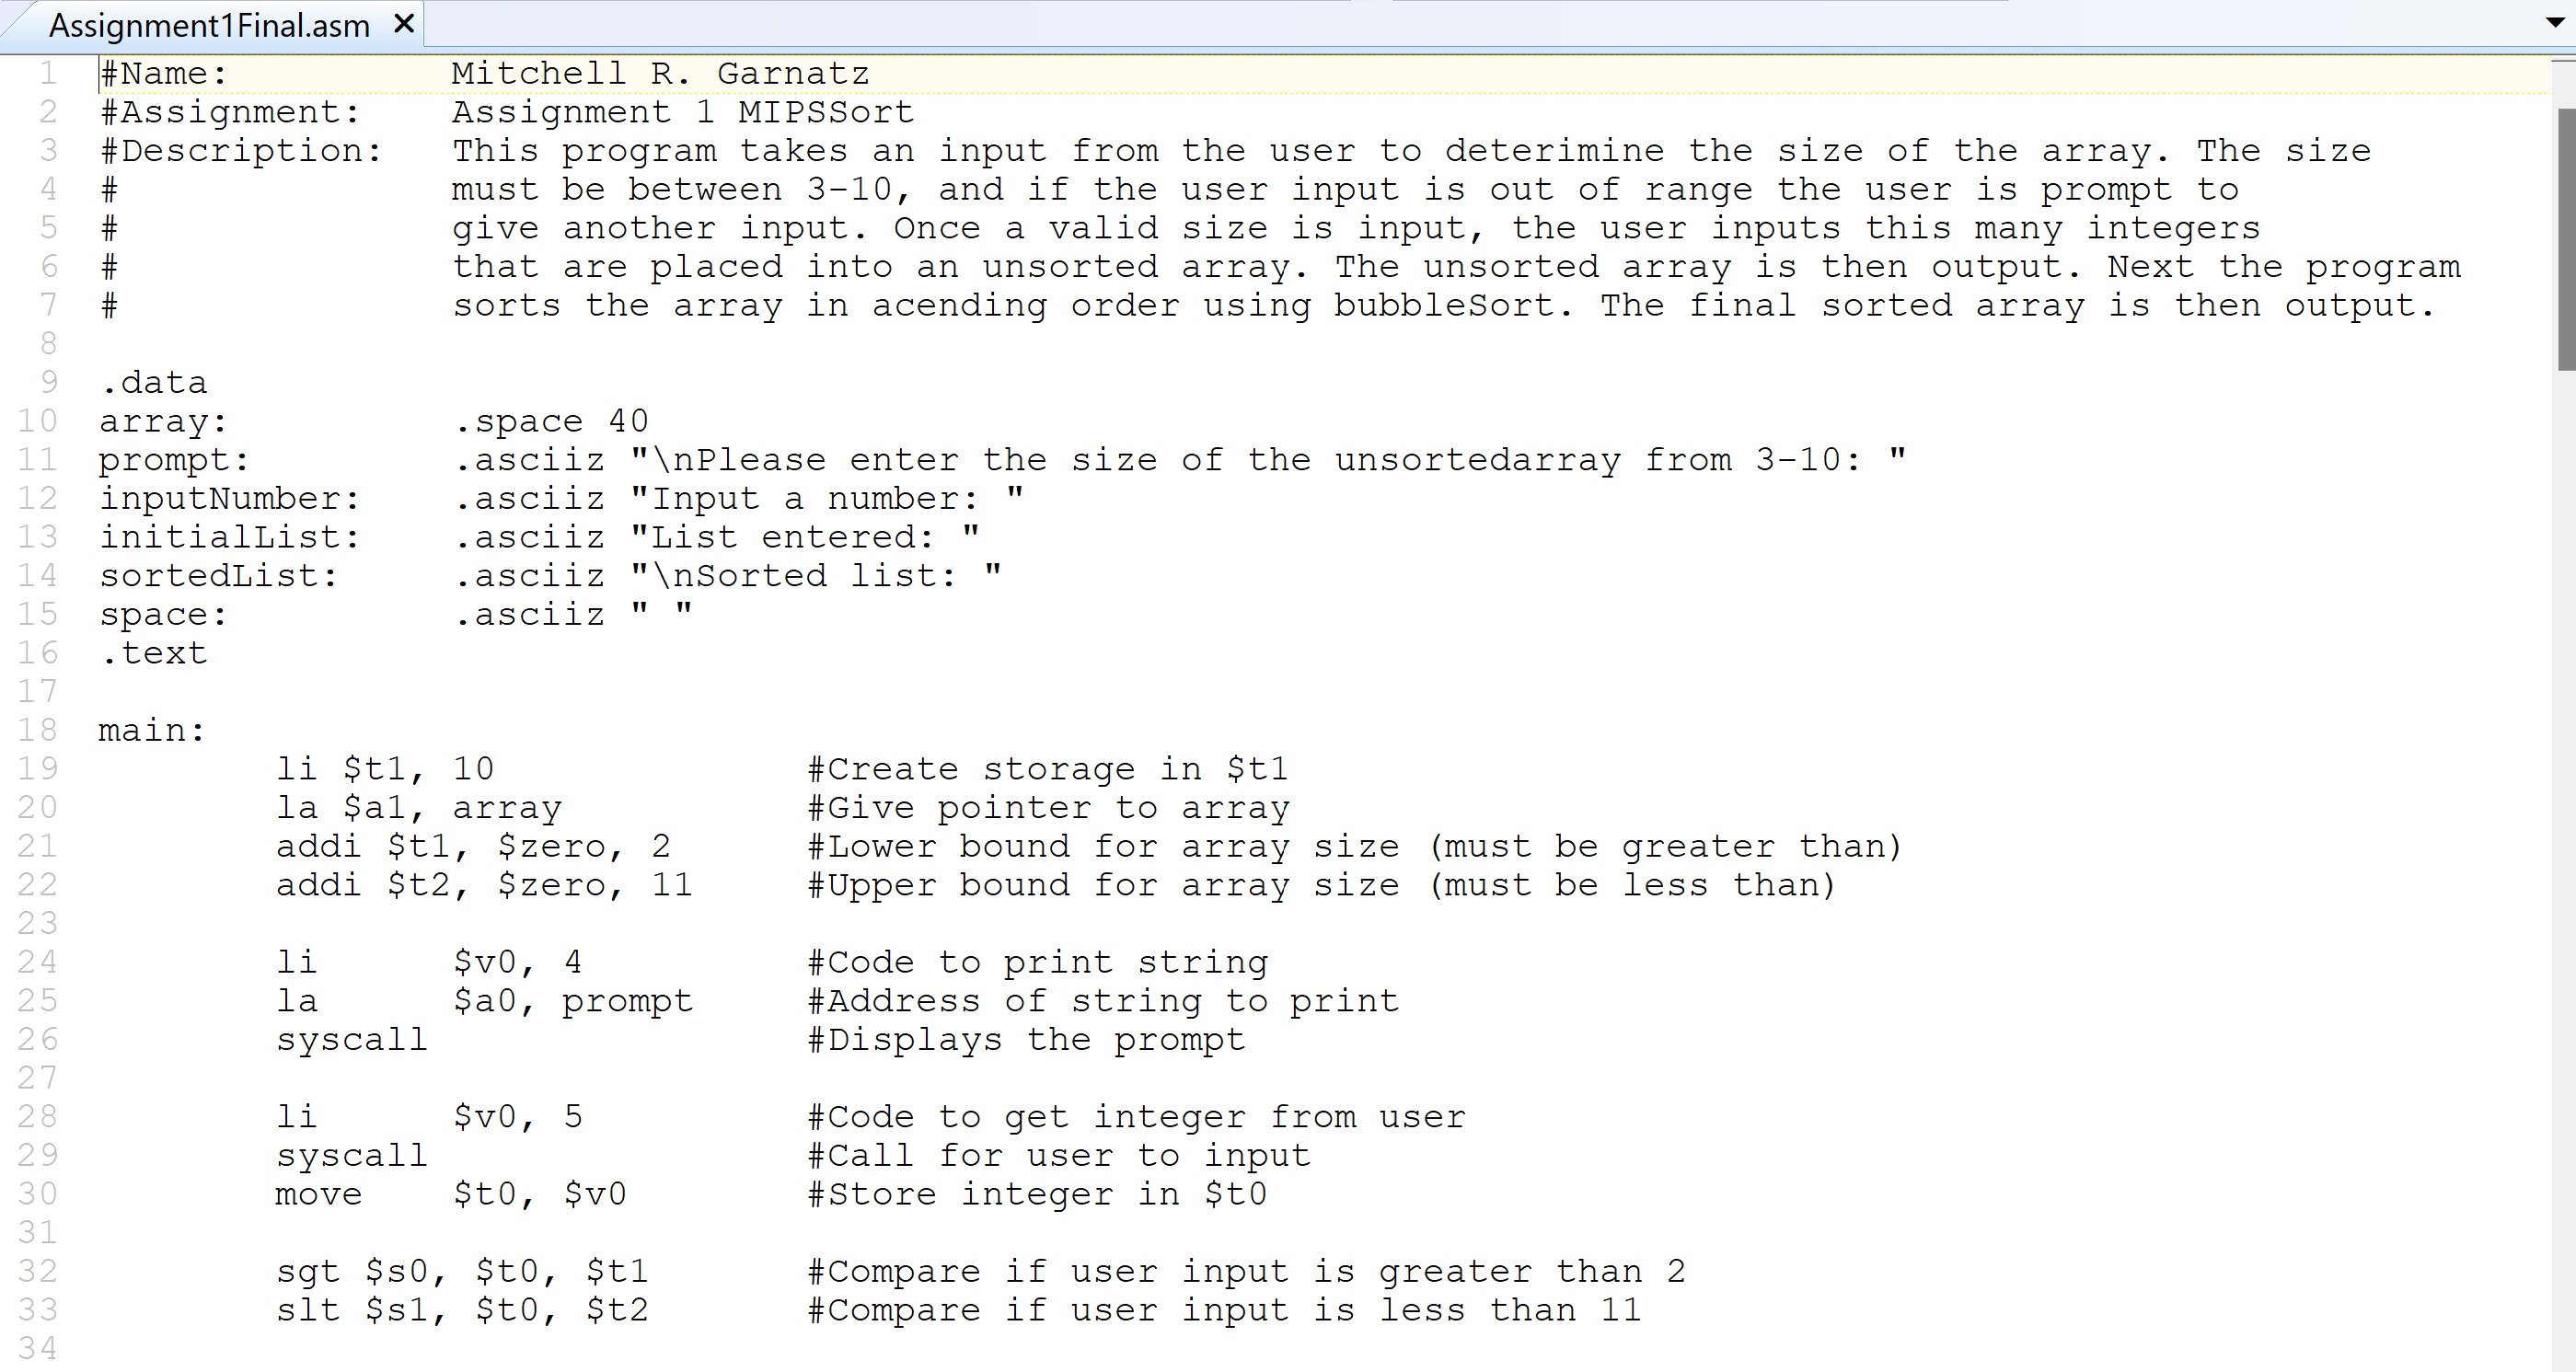 Assignment1Final.asm ×
1 #Name: Mitchell R. Garnatz
2 #Assignment: Assignment 1 MIPSSort
3 #Description: This program takes an input from the user to deterimine the size of the array. The size
4 # must be between 3-10, and if the user input is out of range the user is prompt to
5 # give another input. Once a valid size is input, the user inputs this many integers
6 # that are placed into an unsorted array. The unsorted array is then output. Next the program
7 # sorts the array in acending order using bubbleSort. The final sorted array is then output.
8
9 .data
10 array: .space 40
11 prompt: .asciiz "\nPlease enter the size of the unsortedarray from 3-10: "
12 inputNumber: .asciiz "Input a number: "
13 initialList: .asciiz "List entered: "
14 sortedList: .asciiz "\nSorted list: "
15 space: .asciiz " "
16 .text
17
18 main:
19 li $t1, 10 #Create storage in $t1
20 la $a1, array #Give pointer to array
21 addi $t1, $zero, 2 #Lower bound for array size (must be greater than)
22 addi $t2, $zero, 11 #Upper bound for array size (must be less than)
23
24 li $v0, 4 #Code to print string
25 la $a0, prompt #Address of string to print
26 syscall #Displays the prompt
27
28 li $v0, 5 #Code to get integer from user
29 syscall #Call for user to input
30 move $t0, $v0 #Store integer in $t0
31
32 sgt $s0, $t0, $t1 #Compare if user input is greater than 2
33 slt $s1, $t0, $t2 #Compare if user input is less than 11
34